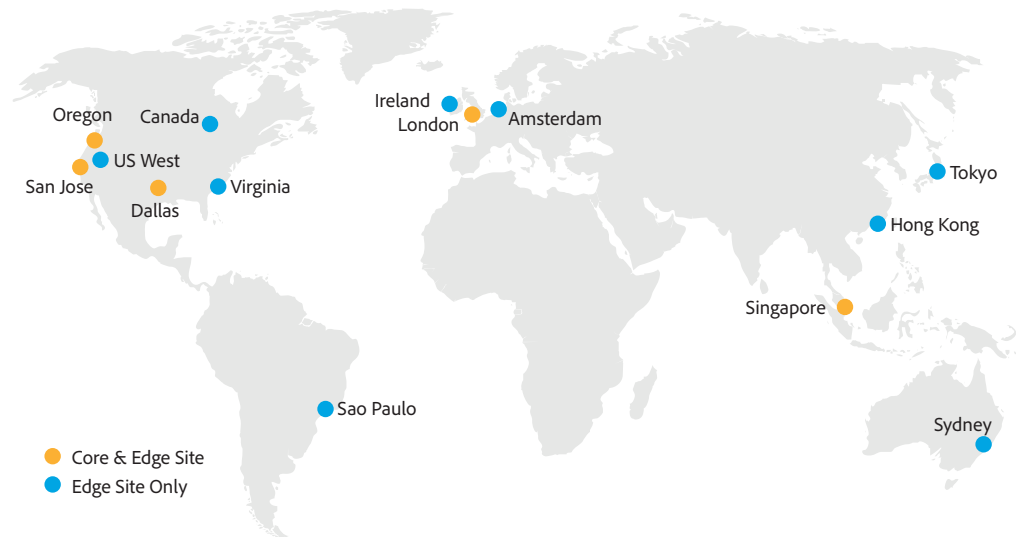 Oregon
Canada
US West
San Jose
Dallas
Virginia
Ireland
London
Amsterdam
Tokyo
Hong Kong
Singapore
Sao Paulo
Sydney
Core & Edge Site
Edge Site Only